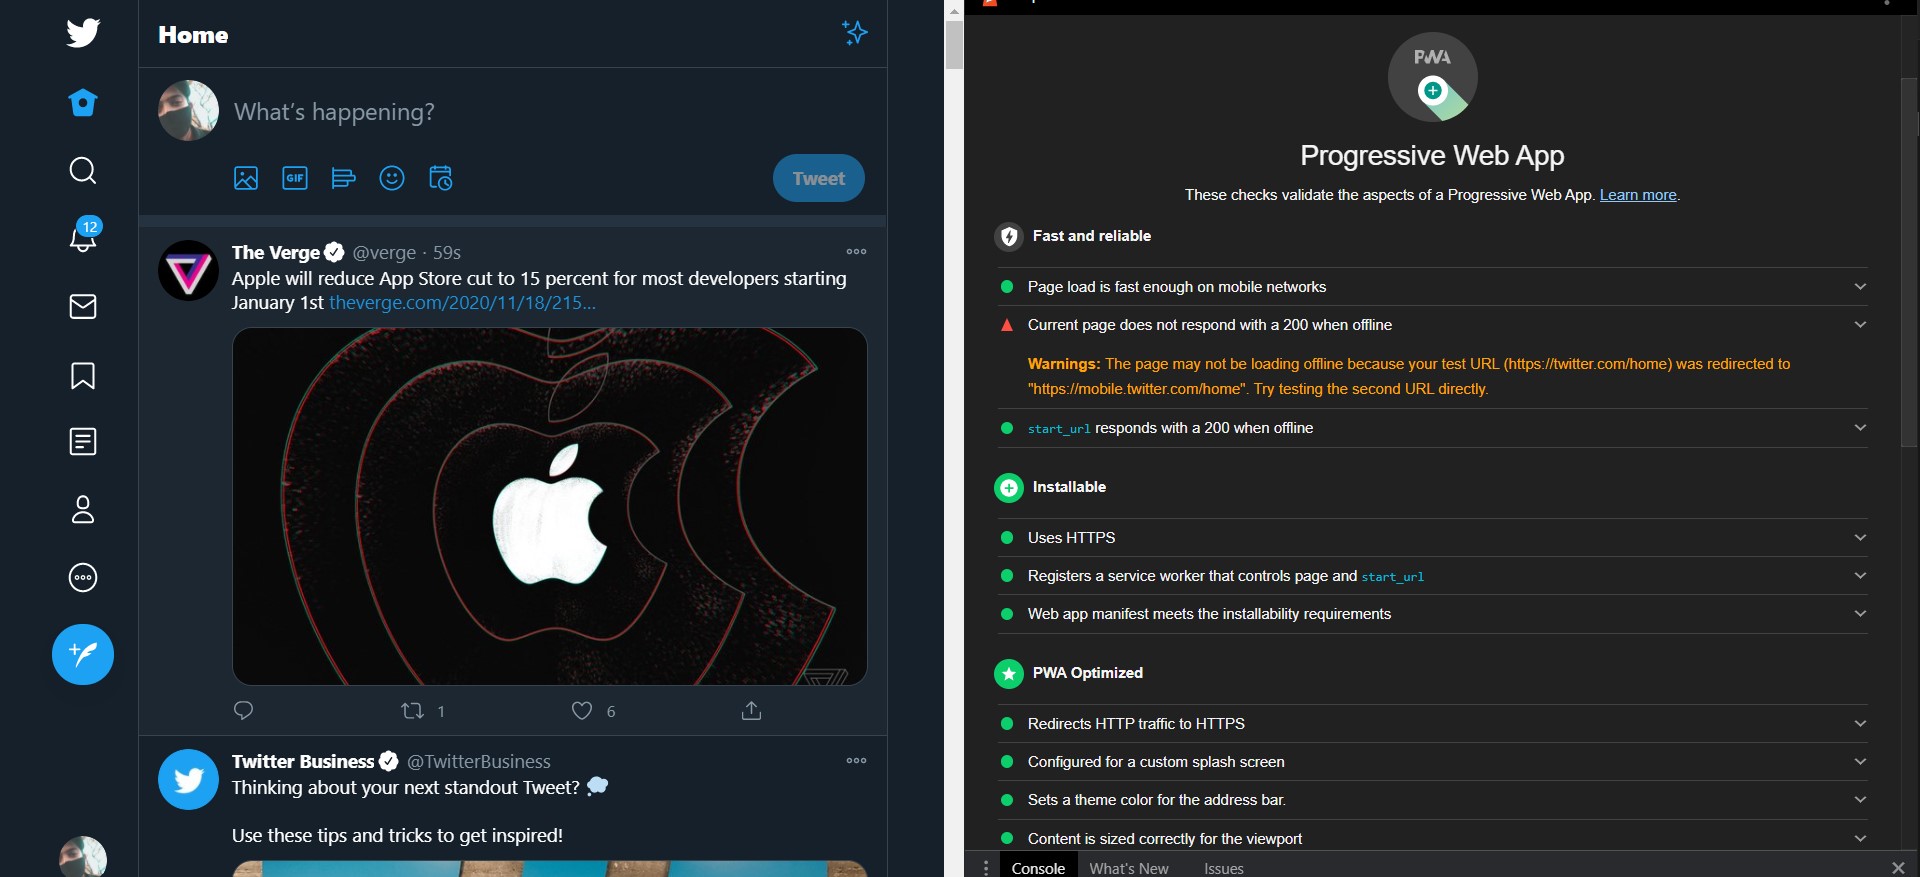 Home
What's happening?
GIF
Tweet
12
The Verge @verge · 59s
Apple will reduce App Store cut to 15 percent for most developers starting
January 1st theverge.com/2020/11/18/215...
1
6
Twitter Business @TwitterBusiness
Thinking about your next standout Tweet?
Use these tips and tricks to get inspired!
PWA
Progressive Web App
These checks validate the aspects of a Progressive Web App. Learn more.
Fast and reliable
Page load is fast enough on mobile networks
Current page does not respond with a 200 when offline
Warnings: The page may not be loading offline because your test URL (https://twitter.com/home) was redirected to
"https://mobile.twitter.com/home". Try testing the second URL directly.
start_url responds with a 200 when offline
Installable
Uses HTTPS
Registers a service worker that controls page and start_url
Web app manifest meets the installability requirements
PWA Optimized
Redirects HTTP traffic to HTTPS
Configured for a custom splash screen
Sets a theme color for the address bar.
Content is sized correctly for the viewport
Console What's New Issues